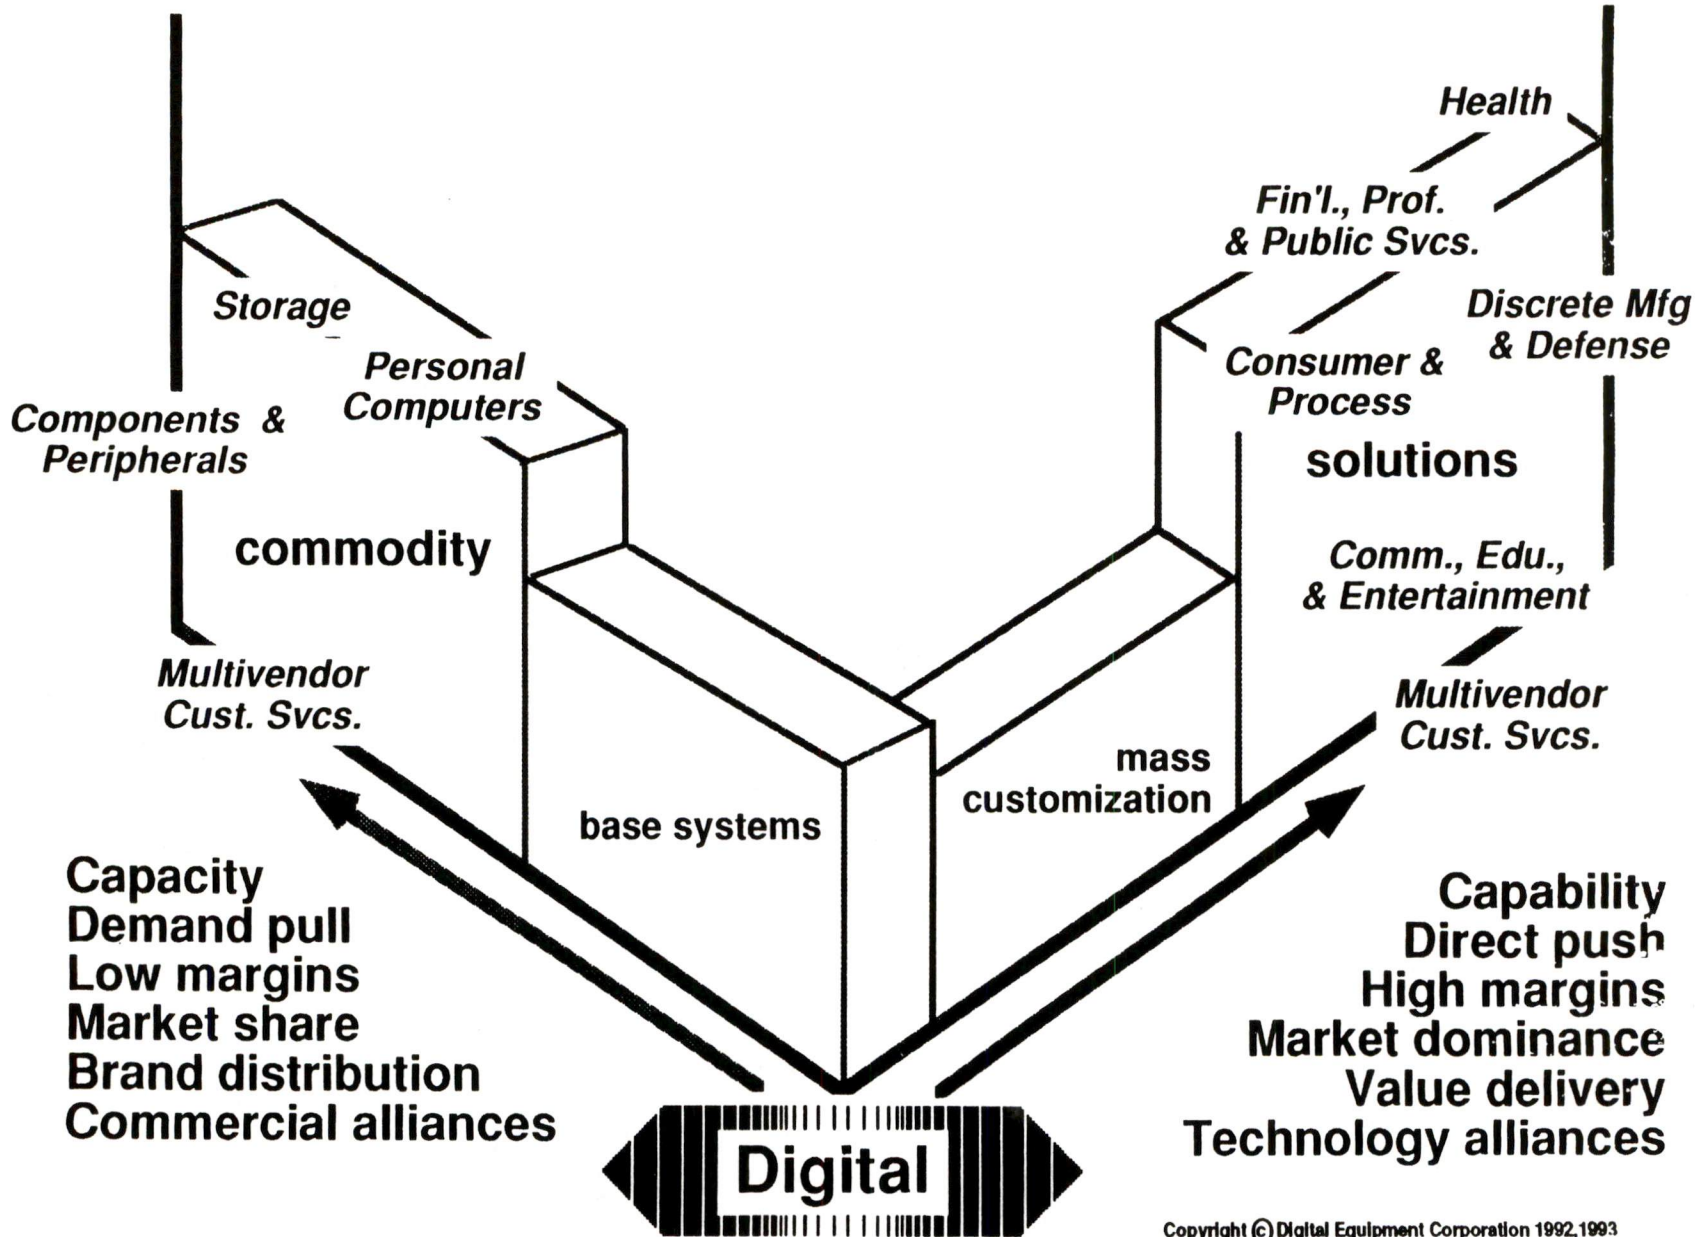 Health
Fin'l., Prof.
& Public Svcs.
Discrete Mfg
& Defense
Consumer &
Process
solutions
Comm., Edu.,
& Entertainment
Multivendor
Cust. Svcs.
mass
customization
Storage
Personal
Computers
Components &
Peripherals
commodity
Multivendor
Cust. Svcs.
base systems
Capacity
Demand pull
Low margins
Market share
Brand distribution
Commercial alliances
Capability
Direct push
High margins
Market dominance
Value delivery
Technology alliances
Digital
Copyright © Digital Equipment Corporation 1992,1993